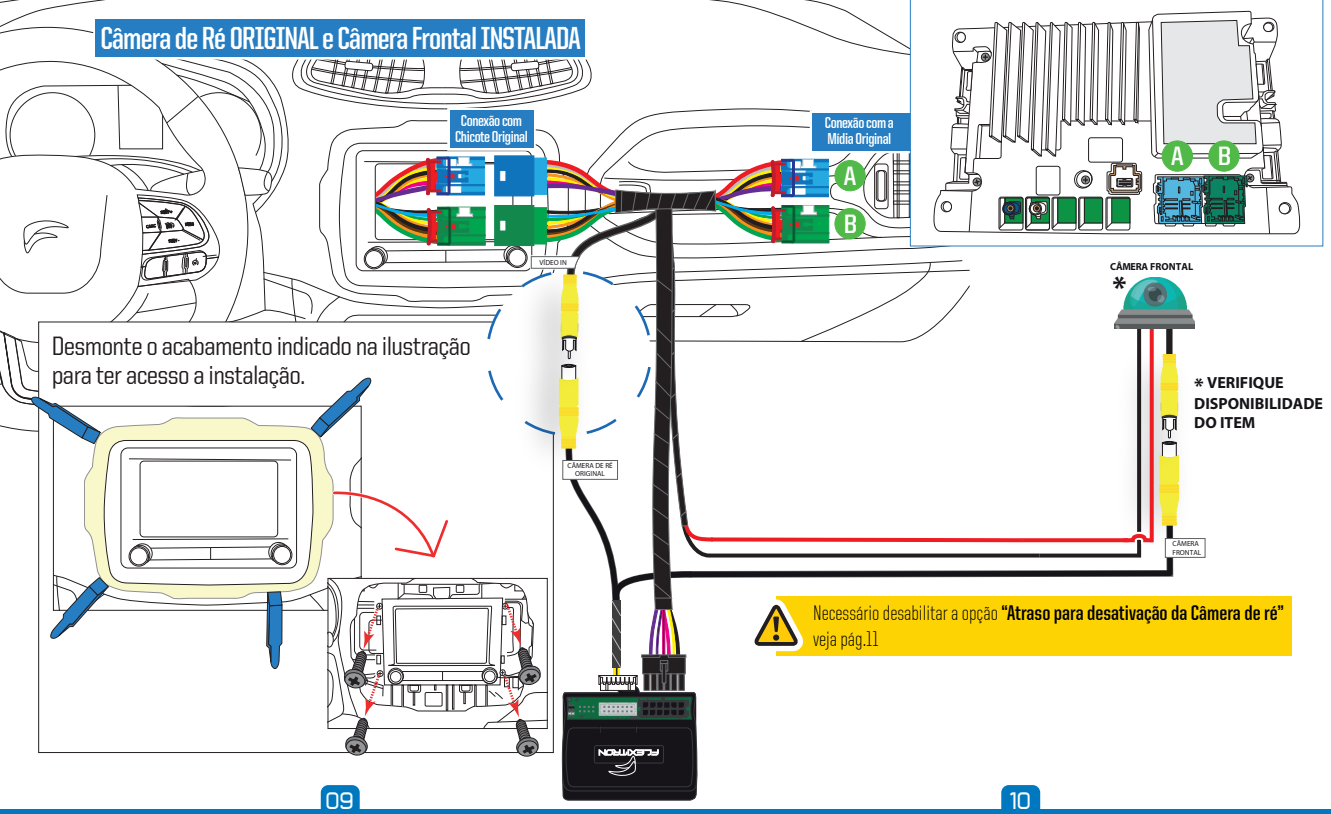 Câmera de Ré ORIGINAL e Câmera Frontal INSTALADA
Conexão com
Chicote Original
Conexão com a
Mídia Original
A
B
A B
VÍDEO IN
CÂMERA DE RÉ
ORIGINAL
CÂMERA FRONTAL
*
* VERIFIQUE
DISPONIBILIDADE
DO ITEM
CÂMERA
FRONTAL
Desmonte o acabamento indicado na ilustração
para ter acesso a instalação.
Necessário desabilitar a opção "Atraso para desativação da Câmera de ré"
veja pág.11
FLEXITRON
09
10